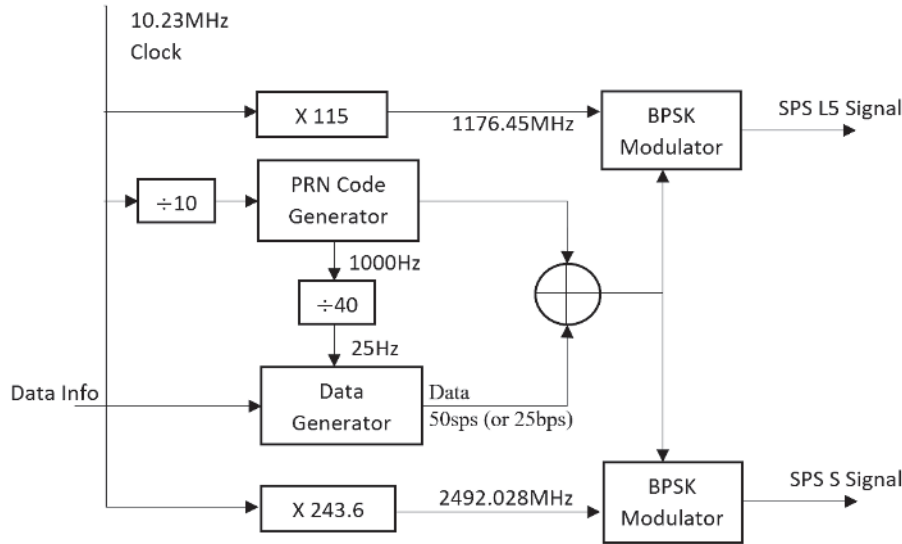 10.23MHz
Clock
X 115
1176.45MHz
BPSK
Modulator
SPS L5 Signal
÷10
PRN Code
Generator
1000Hz
÷40
25Hz
Data Info
Data
Generator
Data
50sps (or 25bps)
X 243.6
2492.028MHz
BPSK
Modulator
SPS S Signal